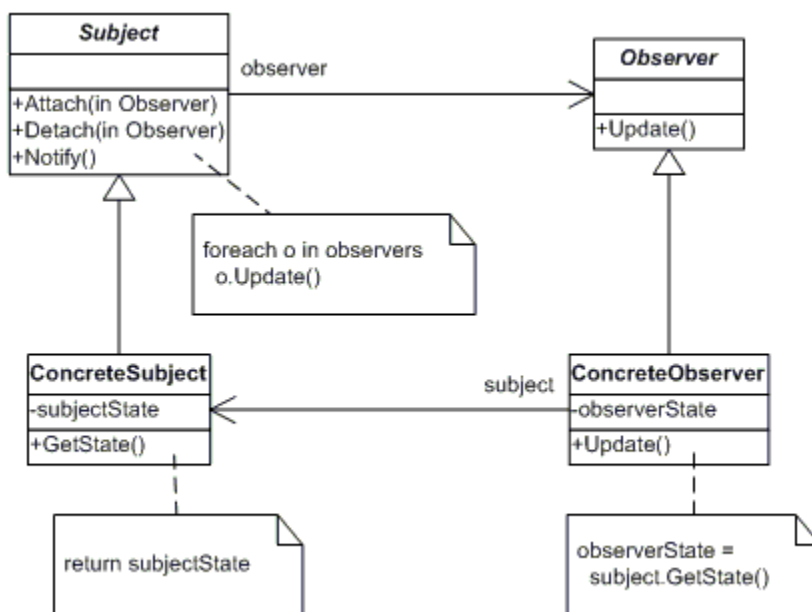 Subject
+Attach(in Observer)
+Detach(in Observer)
+Notify()
observer
Observer
+Update()
foreach o in observers
o.Update()
ConcreteSubject
-subjectState
+GetState()
subject
ConcreteObserver
-observerState
+Update()
return subjectState
observerState =
subject.GetState()